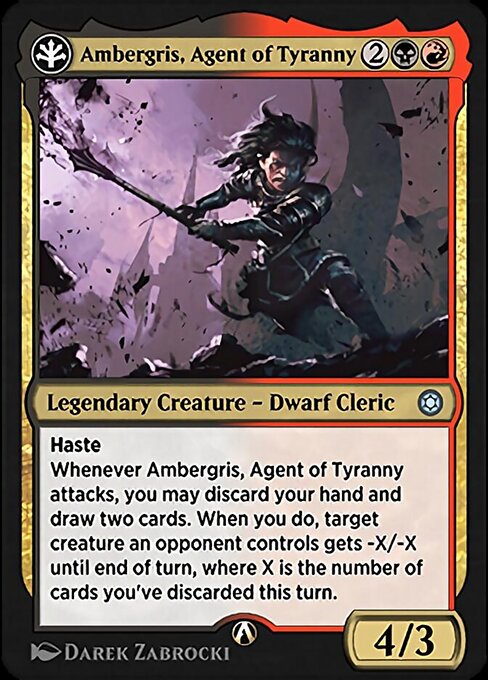 Ambergris, Agent of Tyranny 2
Legendary Creature – Dwarf Cleric
Haste
Whenever Ambergris, Agent of Tyranny
attacks, you may discard your hand and
draw two cards. When you do, target
creature an opponent controls gets -X/-X
until end of turn, where X is the number of
cards you've discarded this turn.
4/3
DAREK ZABROCKI